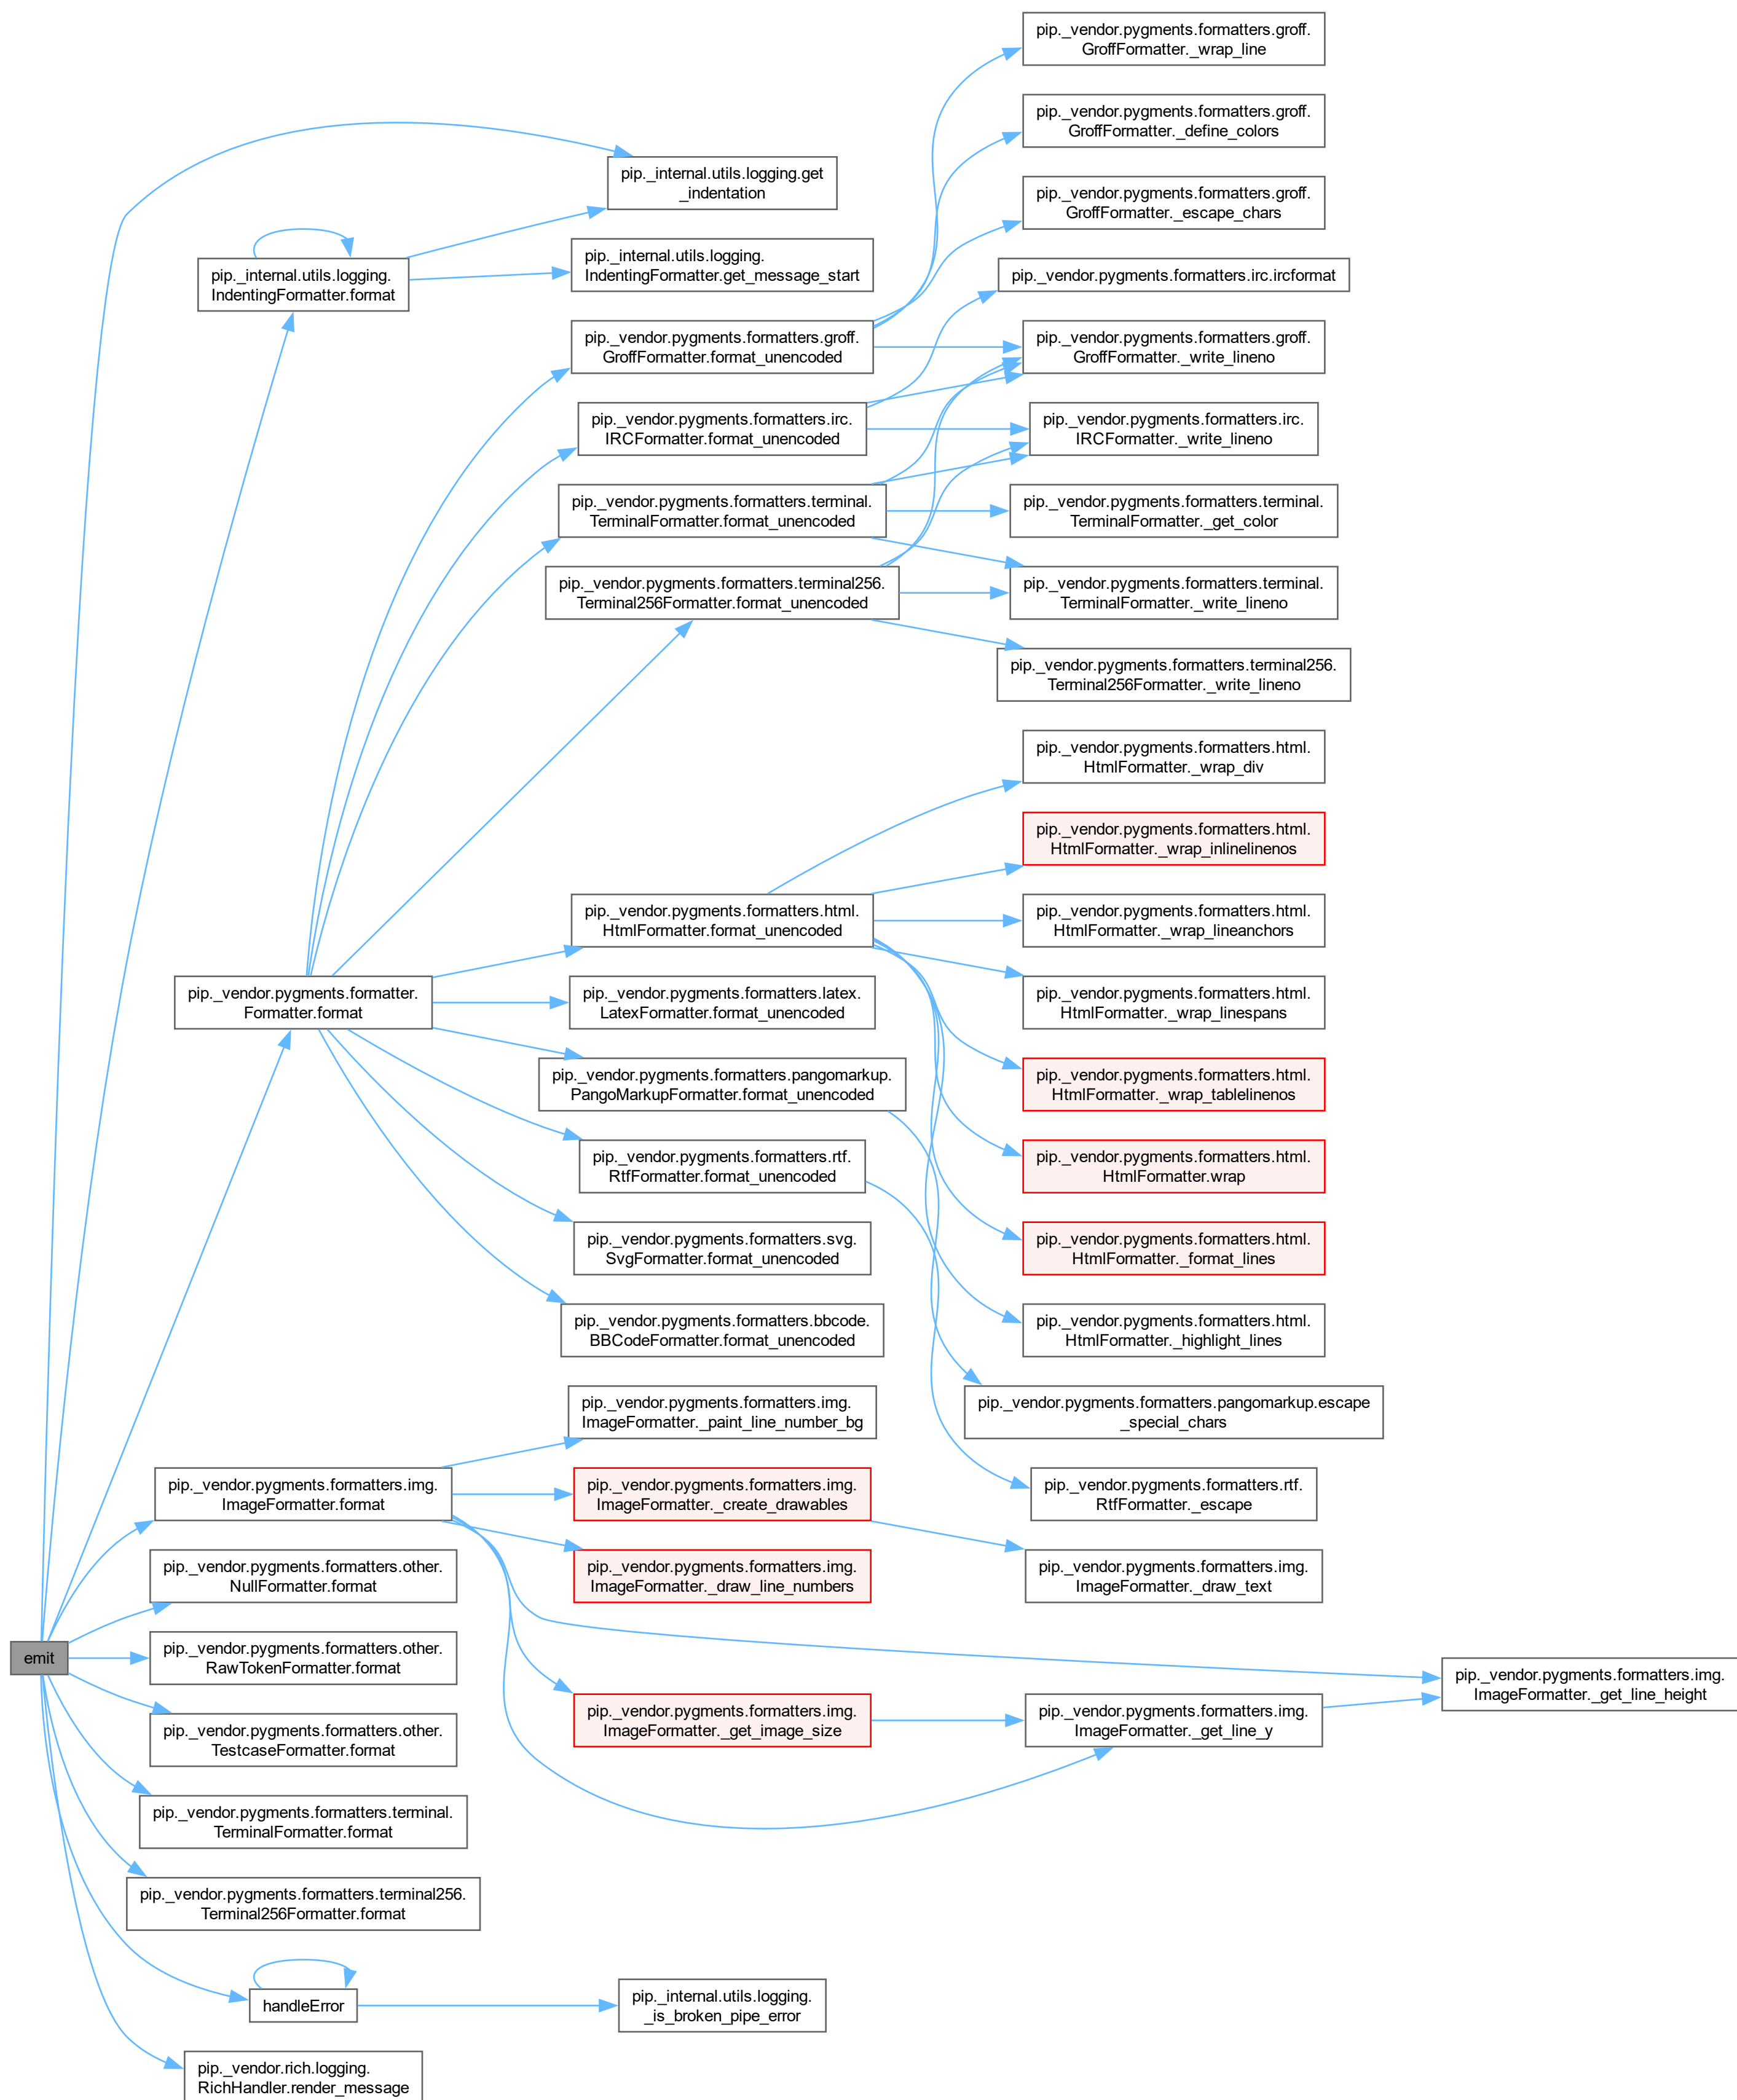 emit
pip._internal.utils.logging.get
_indentation
pip._internal.utils.logging.
IndentingFormatter.format
pip._internal.utils.logging.
IndentingFormatter.get_message_start
pip._vendor.pygments.formatter.
Formatter.format
pip._vendor.pygments.formatters.groff.
GroffFormatter.format_unencoded
pip._vendor.pygments.formatters.groff.
GroffFormatter._wrap_line
pip._vendor.pygments.formatters.groff.
GroffFormatter._define_colors
pip._vendor.pygments.formatters.groff.
GroffFormatter._escape_chars
pip._vendor.pygments.formatters.irc.ircformat
pip._vendor.pygments.formatters.groff.
GroffFormatter._write_lineno
pip._vendor.pygments.formatters.irc.
IRCFormatter.format_unencoded
pip._vendor.pygments.formatters.irc.
IRCFormatter._write_lineno
pip._vendor.pygments.formatters.terminal.
TerminalFormatter.format_unencoded
pip._vendor.pygments.formatters.terminal.
TerminalFormatter._get_color
pip._vendor.pygments.formatters.terminal256.
Terminal256Formatter.format_unencoded
pip._vendor.pygments.formatters.terminal.
TerminalFormatter._write_lineno
pip._vendor.pygments.formatters.terminal256.
Terminal256Formatter._write_lineno
pip._vendor.pygments.formatters.html.
HtmlFormatter._wrap_div
pip._vendor.pygments.formatters.html.
HtmlFormatter._wrap_inlinelinenos
pip._vendor.pygments.formatters.html.
HtmlFormatter.format_unencoded
pip._vendor.pygments.formatters.html.
HtmlFormatter._wrap_lineanchors
pip._vendor.pygments.formatters.latex.
LatexFormatter.format_unencoded
pip._vendor.pygments.formatters.html.
HtmlFormatter._wrap_linespans
pip._vendor.pygments.formatters.pangomarkup.
PangoMarkupFormatter.format_unencoded
pip._vendor.pygments.formatters.html.
HtmlFormatter._wrap_tablelinenos
pip._vendor.pygments.formatters.rtf.
RtfFormatter.format_unencoded
pip._vendor.pygments.formatters.html.
HtmlFormatter.wrap
pip._vendor.pygments.formatters.svg.
SvgFormatter.format_unencoded
pip._vendor.pygments.formatters.html.
HtmlFormatter._format_lines
pip._vendor.pygments.formatters.bbcode.
BBCodeFormatter.format_unencoded
pip._vendor.pygments.formatters.html.
HtmlFormatter._highlight_lines
pip._vendor.pygments.formatters.pangomarkup.escape
_special_chars
pip._vendor.pygments.formatters.rtf.
RtfFormatter._escape
pip._vendor.pygments.formatters.img.
ImageFormatter.format
pip._vendor.pygments.formatters.img.
ImageFormatter._paint_line_number_bg
pip._vendor.pygments.formatters.img.
ImageFormatter._create_drawables
pip._vendor.pygments.formatters.img.
ImageFormatter._draw_line_numbers
pip._vendor.pygments.formatters.img.
ImageFormatter._draw_text
pip._vendor.pygments.formatters.img.
ImageFormatter._get_image_size
pip._vendor.pygments.formatters.img.
ImageFormatter._get_line_y
pip._vendor.pygments.formatters.img.
ImageFormatter._get_line_height
pip._vendor.pygments.formatters.other.
NullFormatter.format
pip._vendor.pygments.formatters.other.
RawTokenFormatter.format
pip._vendor.pygments.formatters.other.
TestcaseFormatter.format
pip._vendor.pygments.formatters.terminal.
TerminalFormatter.format
pip._vendor.pygments.formatters.terminal256.
Terminal256Formatter.format
handleError
pip._internal.utils.logging.
_is_broken_pipe_error
pip._vendor.rich.logging.
RichHandler.render_message